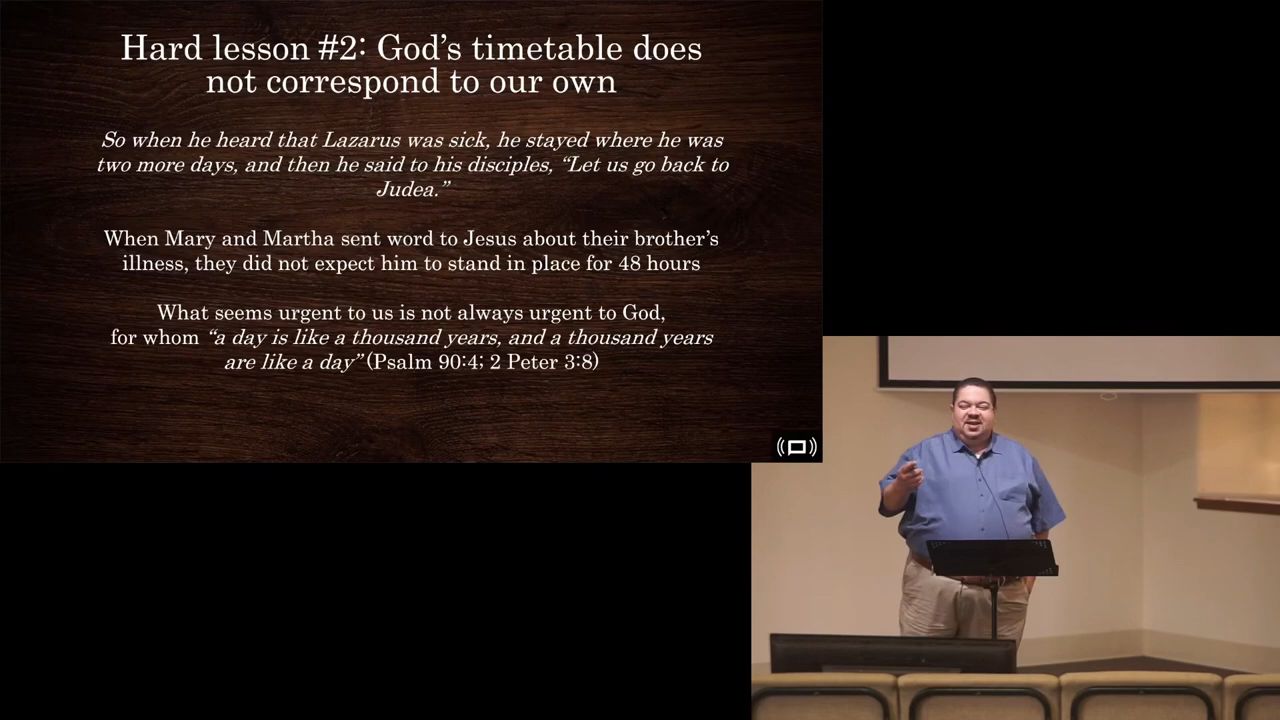 Hard lesson #2: God’s timetable does
not correspond to our own
So when he heard that Lazarus was sick, he stayed where he was
two more days, and then he said to his disciples, “Let us go back to
Judea.”
When Mary and Martha sent word to Jesus about their brother’s
illness, they did not expect him to stand in place for 48 hours
What seems urgent to us is not always urgent to God,
for whom “a day is like a thousand years, and a thousand years
are like a day” (Psalm 90:4; 2 Peter 3:8)